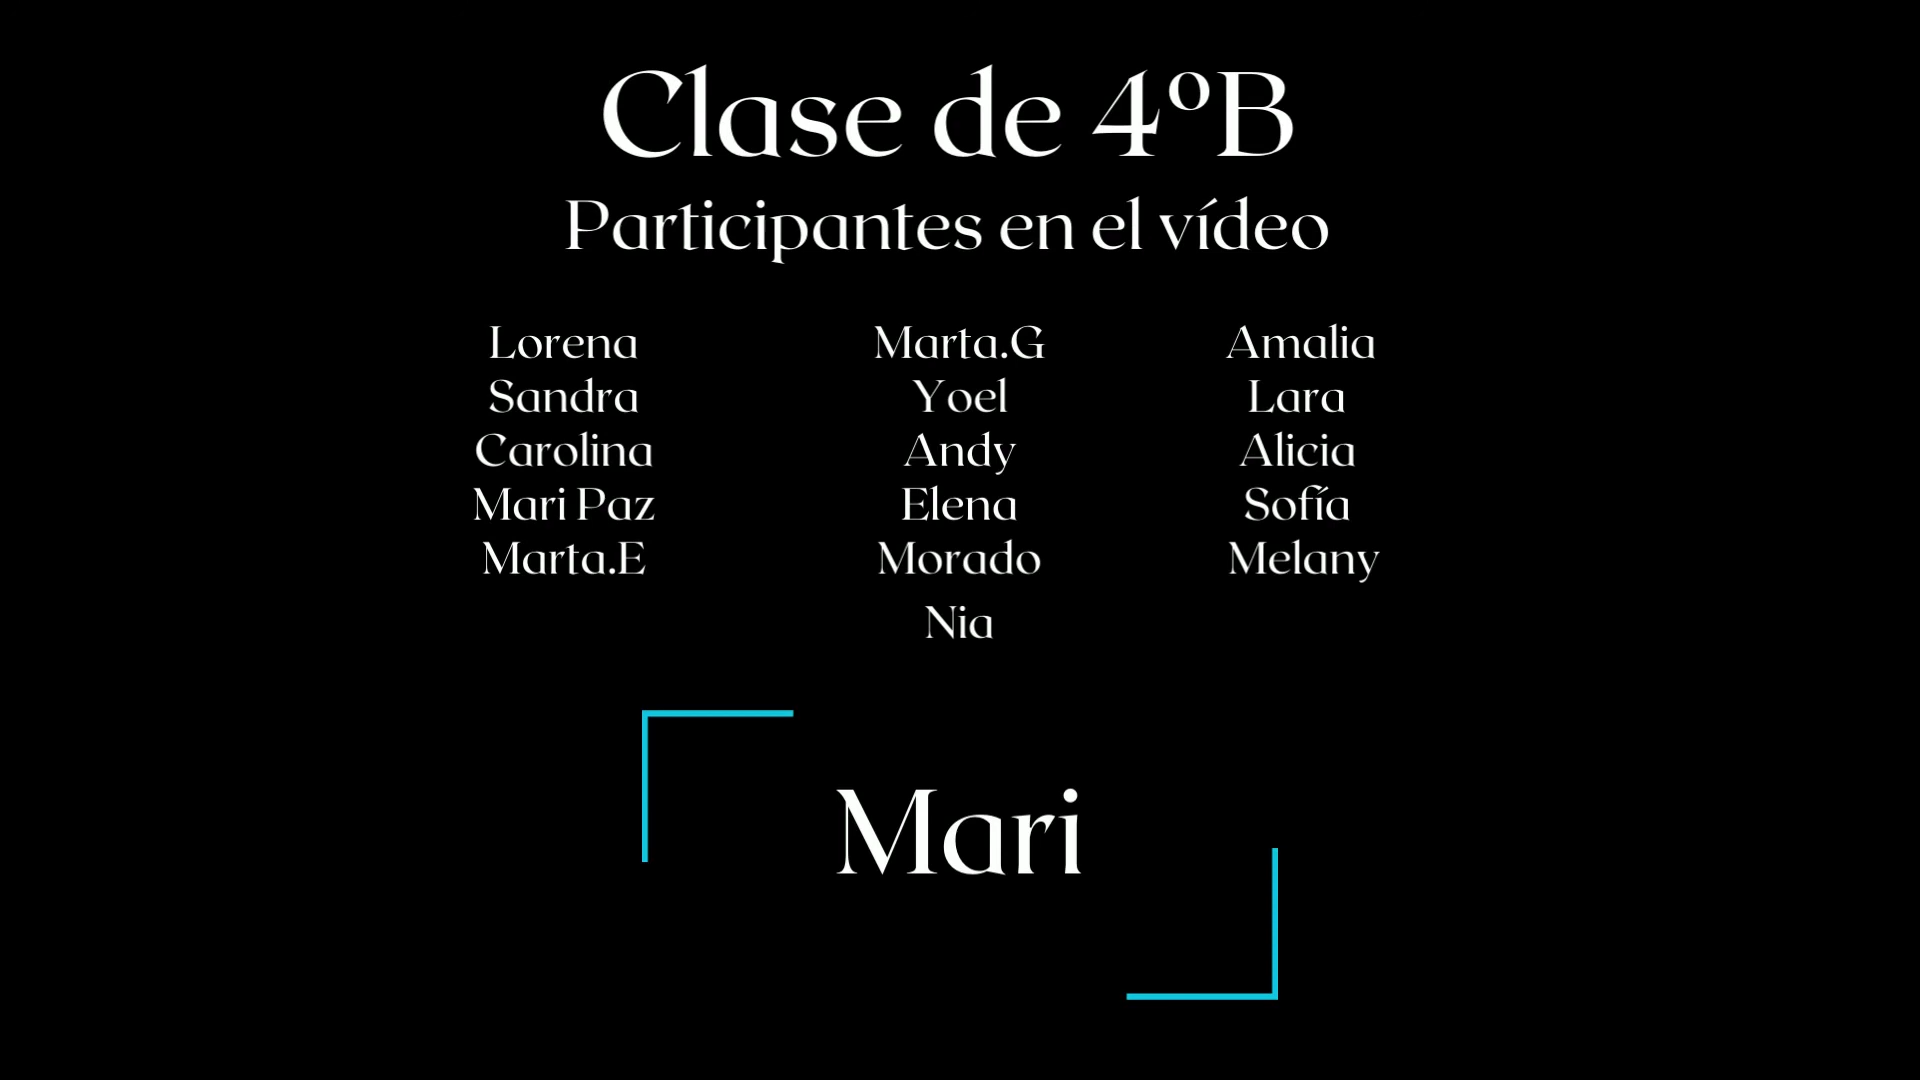 Clase de 4ºB
Participantes en el vídeo
Lorena
Sandra
Carolina
Mari Paz
Marta.E
Marta.G
Yoel
Andy
Elena
Morado
Nia
Amalia
Lara
Alicia
Sofía
Melany
Mari